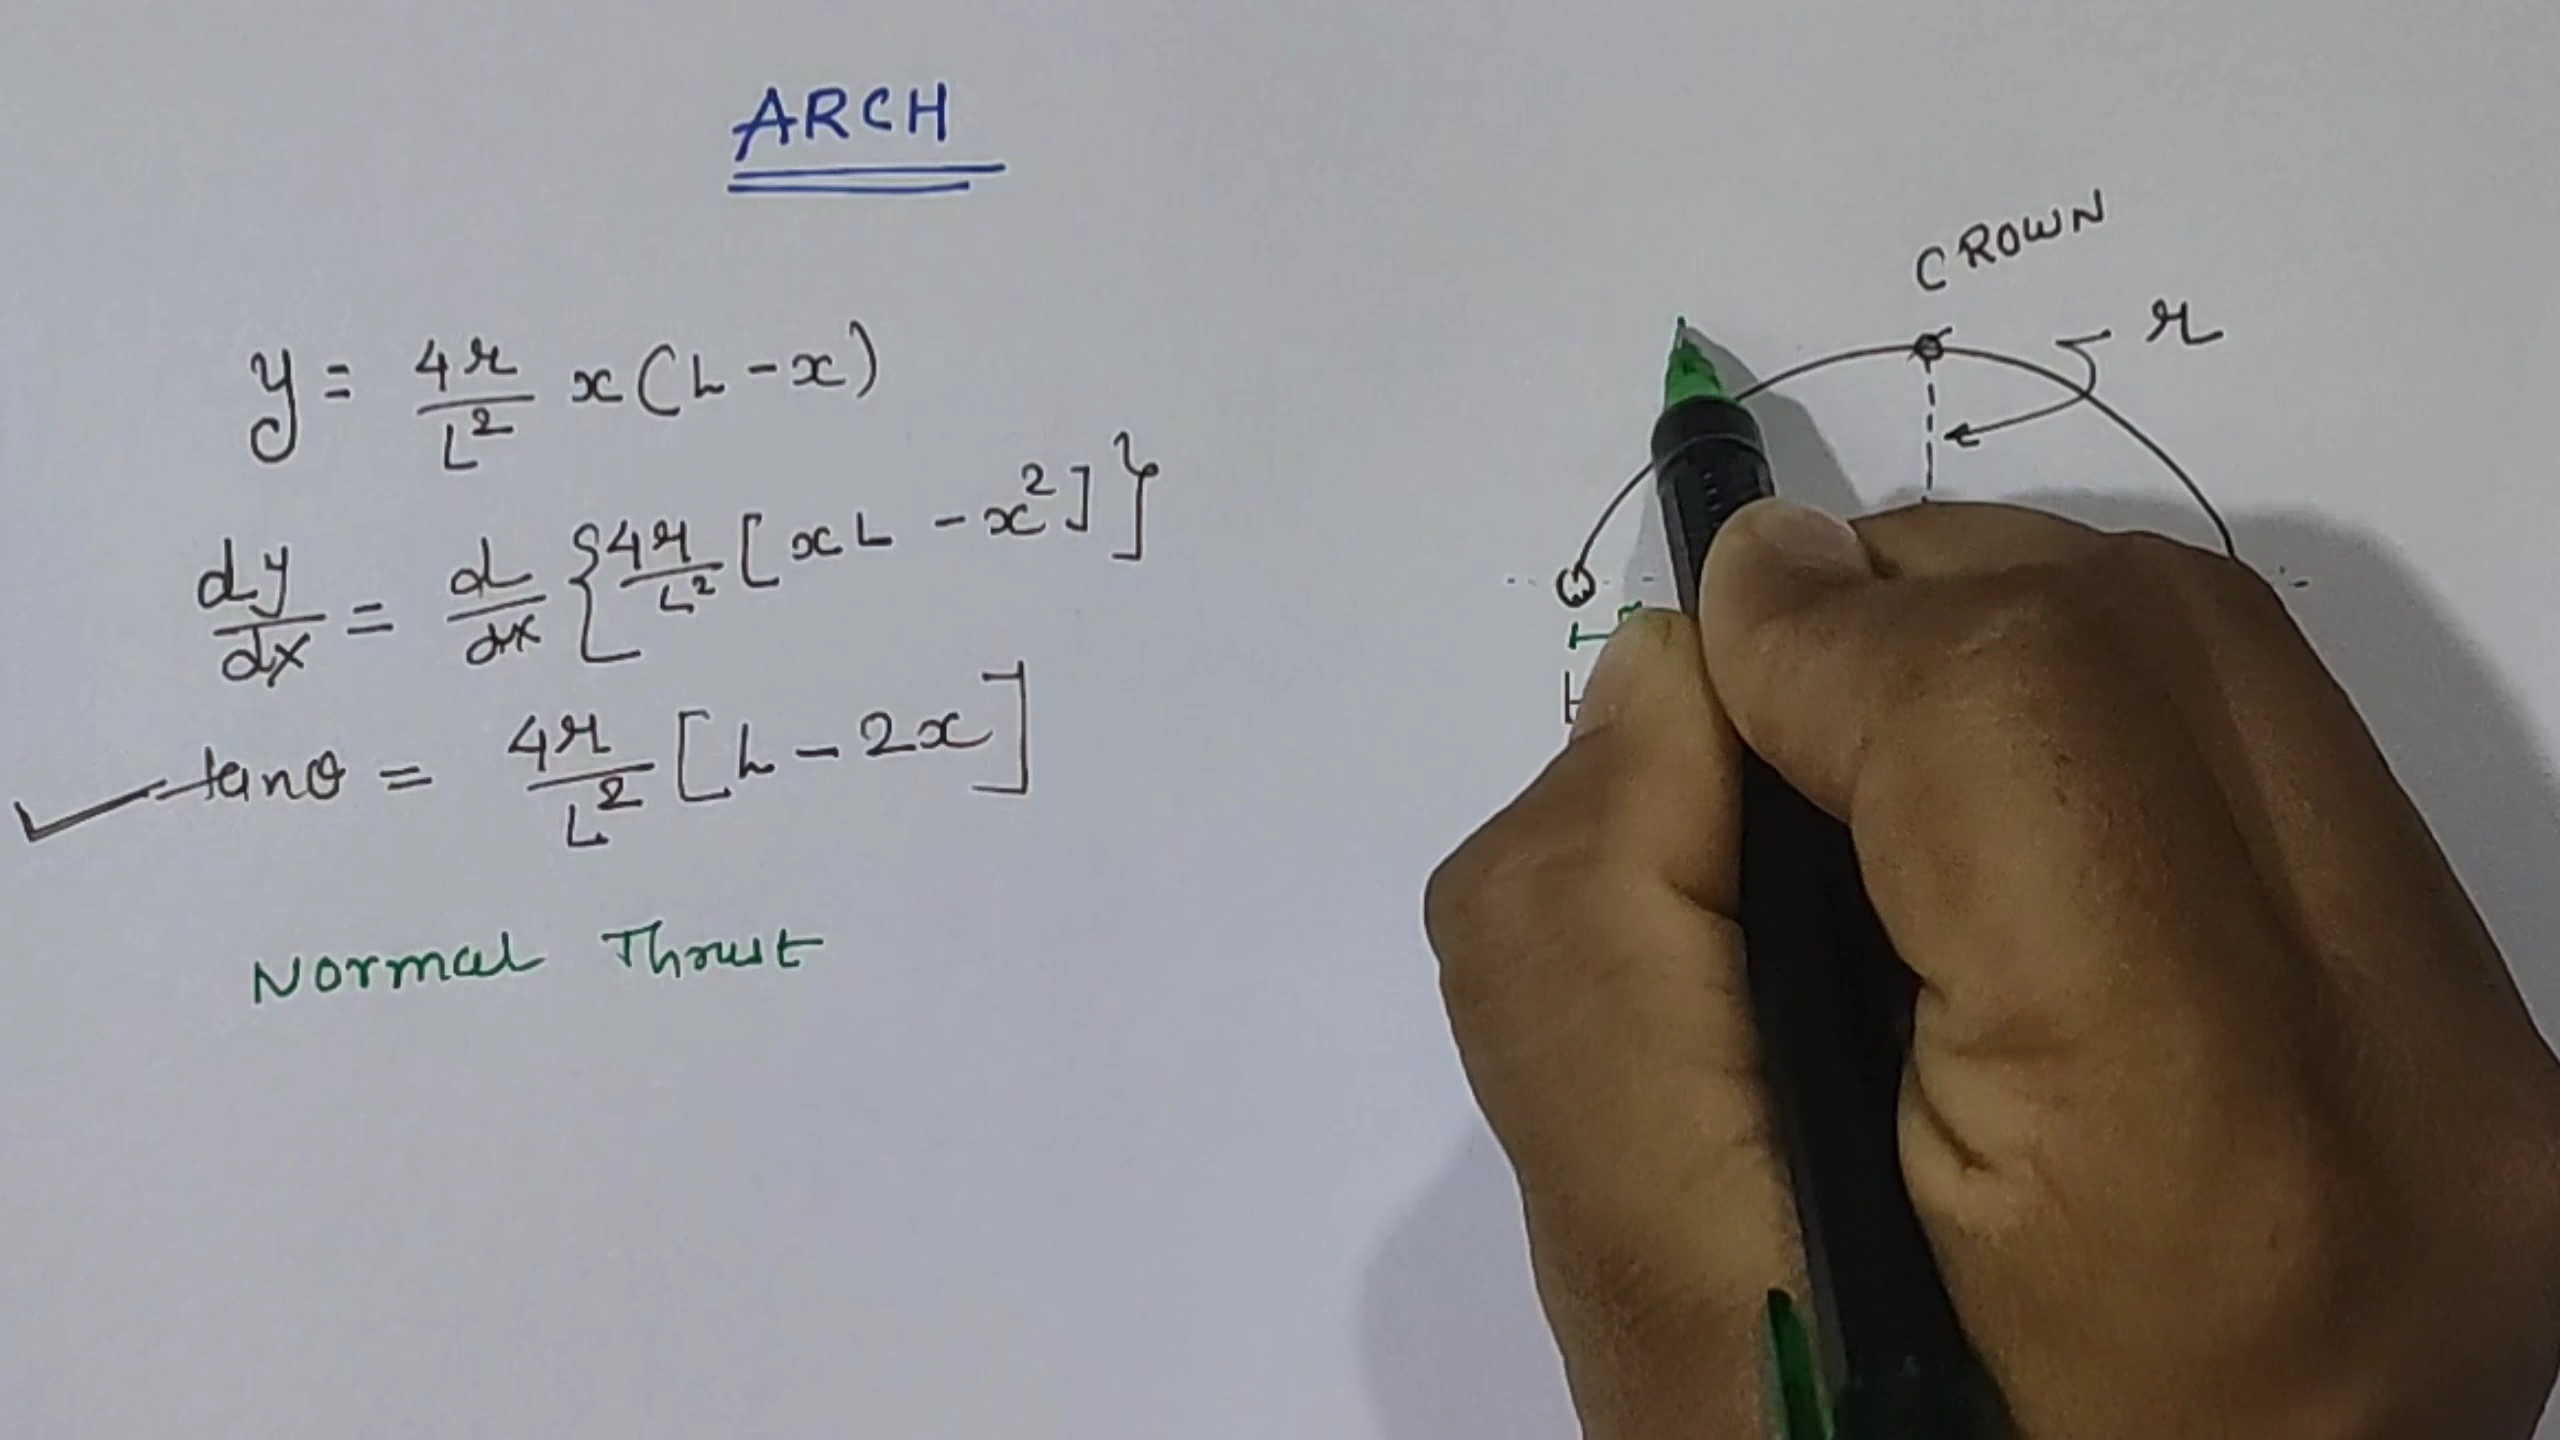 ARCH
y = 4r/L² x(L-x)
dy/dx = d/dx {4r/L² [xL - x²]}
tanθ = 4r/L² [L - 2x]
Normal Thrust
CROWN
r